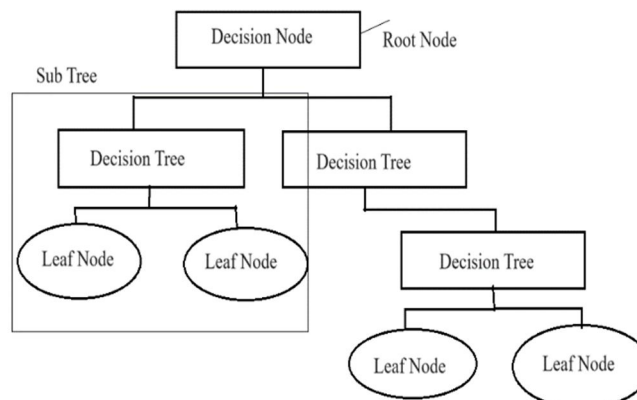 Decision Node
Root Node
Sub Tree
Decision Tree
Decision Tree
Leaf Node
Leaf Node
Decision Tree
Leaf Node
Leaf Node